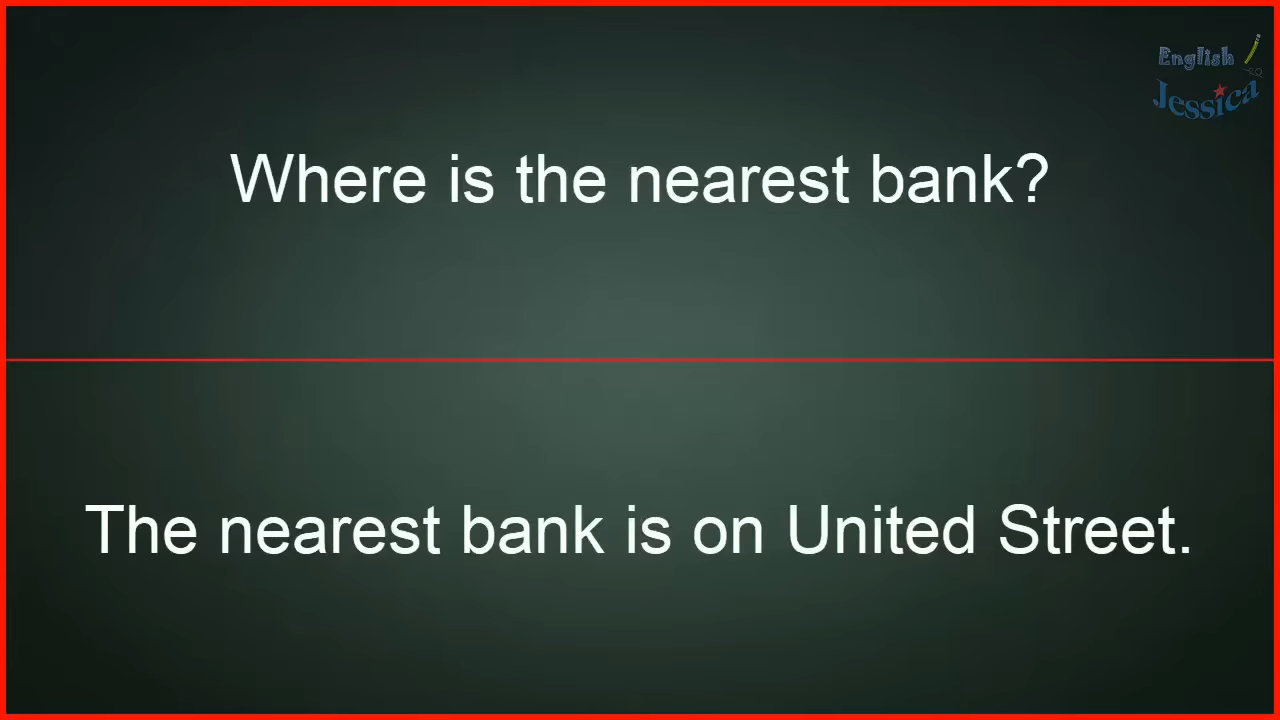 English
Jessica
Where is the nearest bank?
The nearest bank is on United Street.